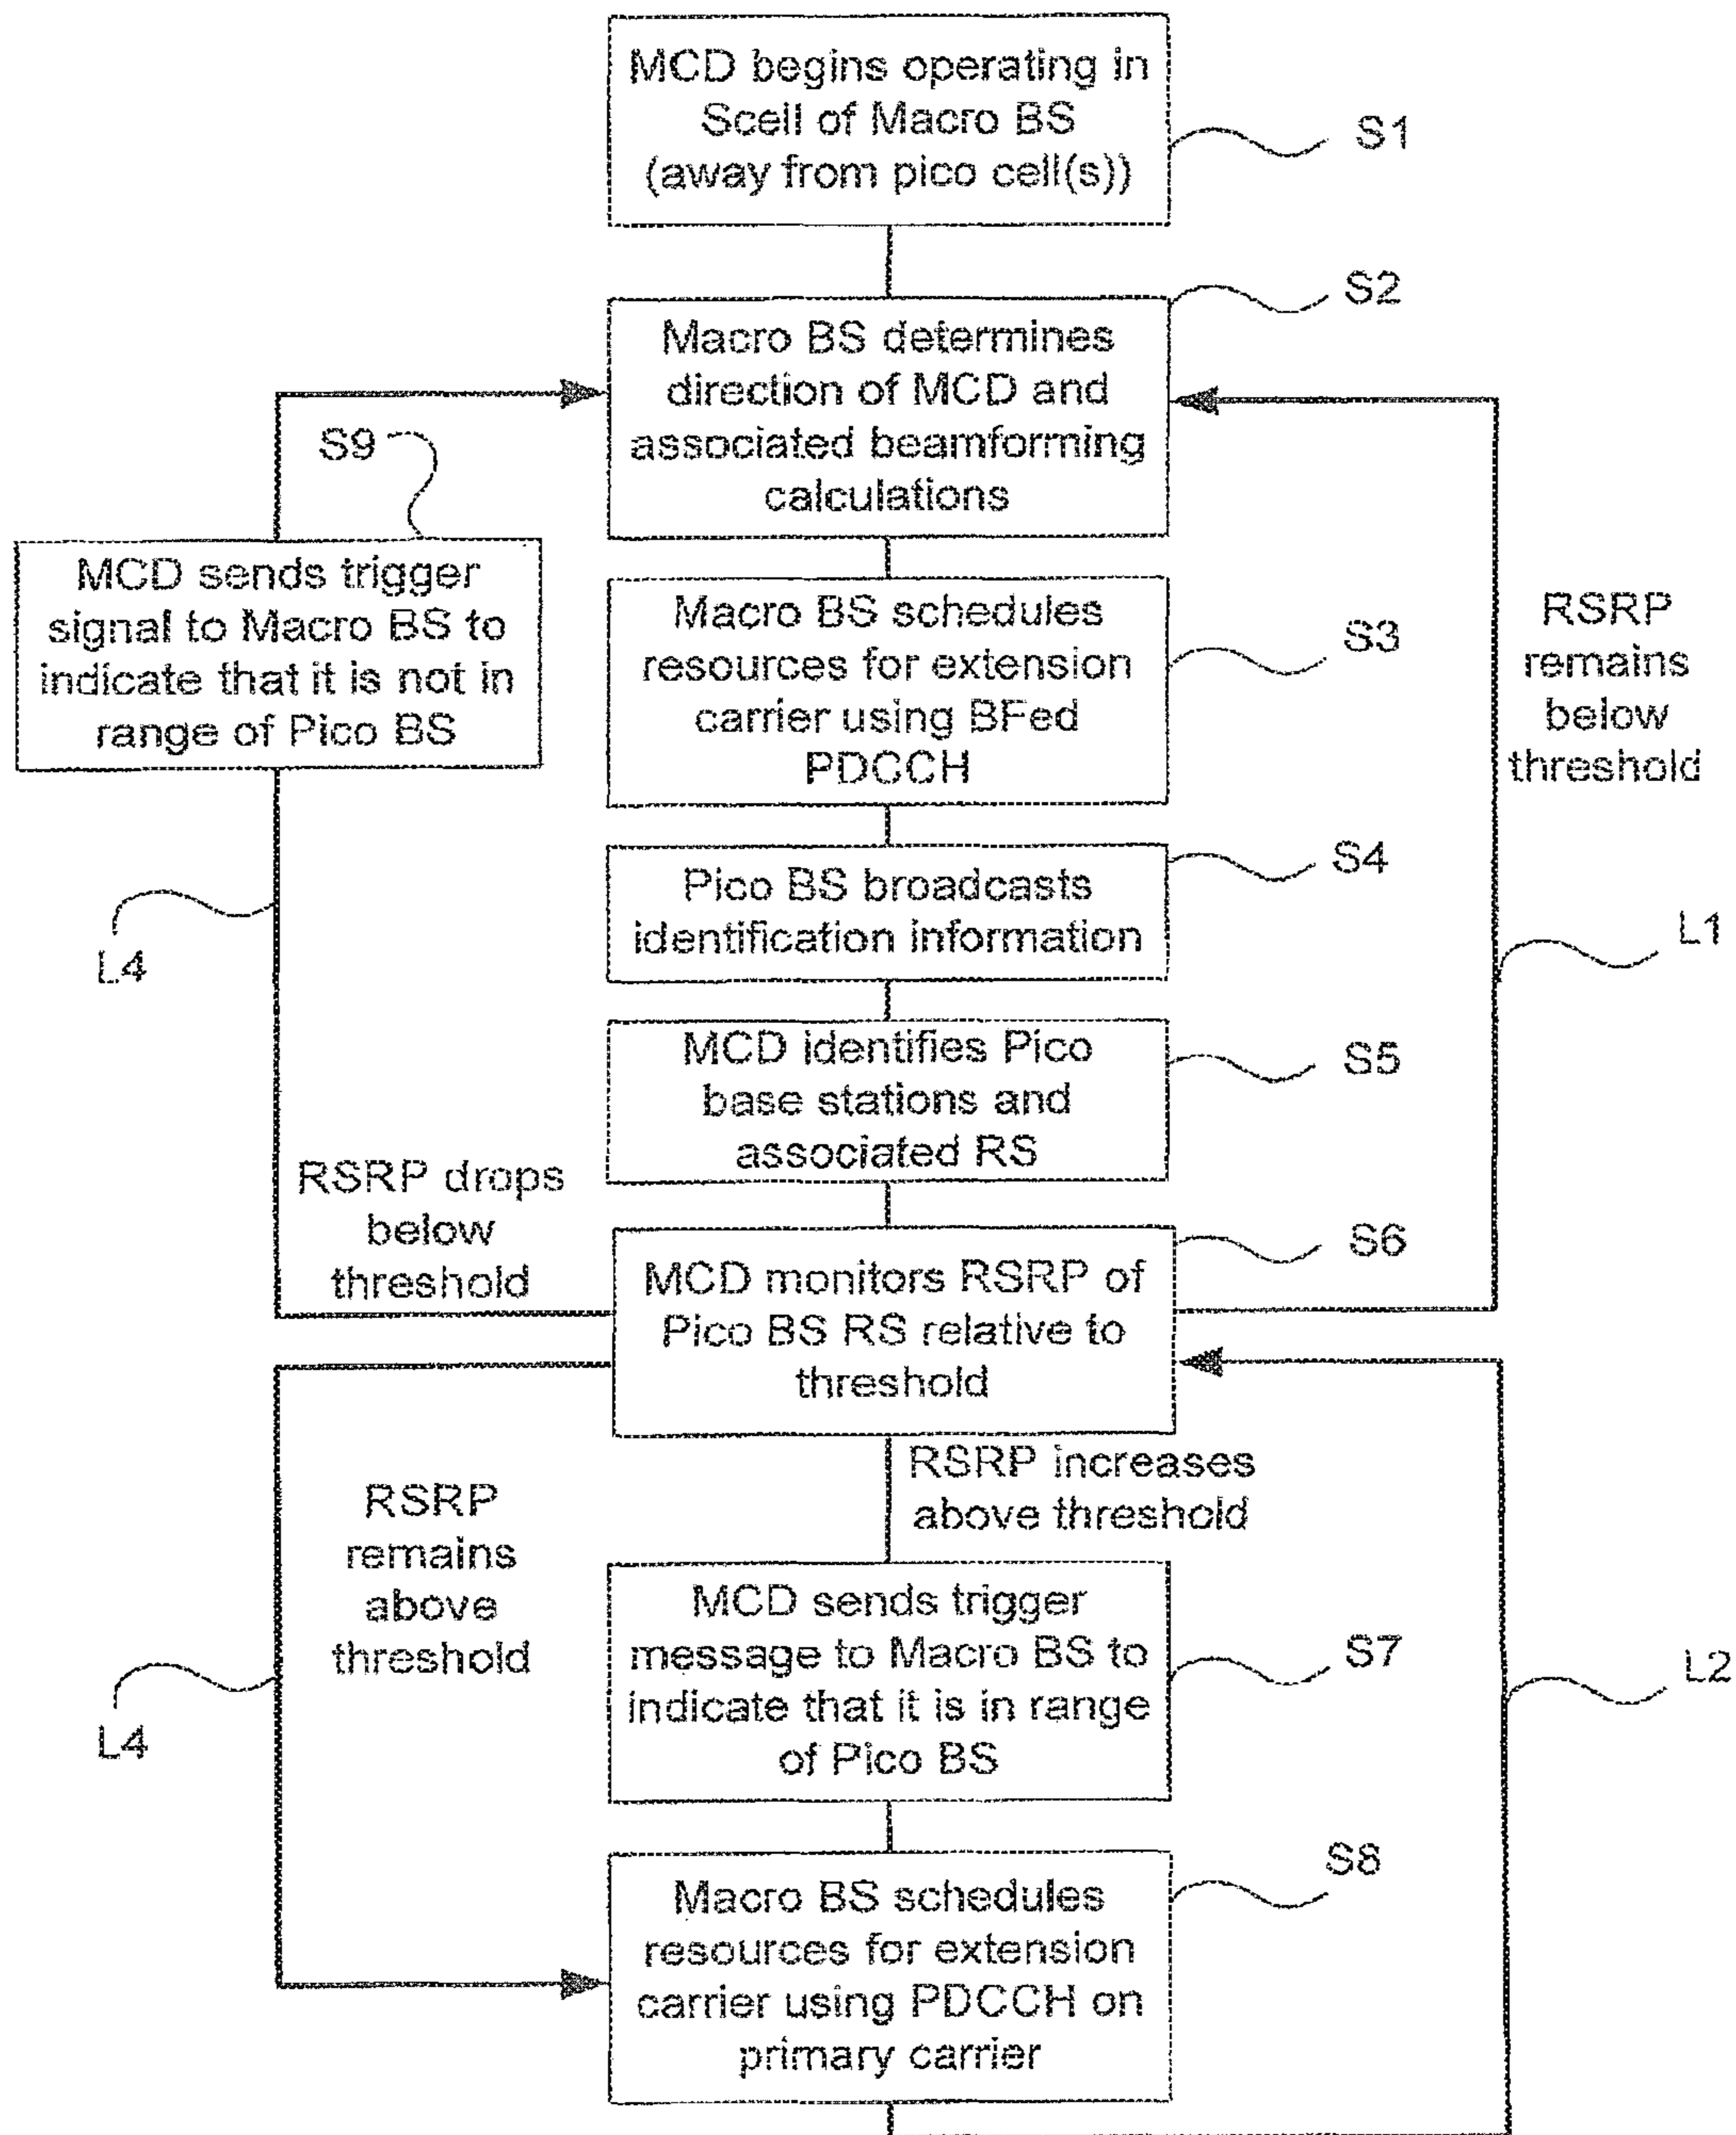 MCD begins operating in
Scell of Macro BS
(away from pico cell(s))
S1
S2
Macro BS determines
direction of MCD and
associated beamforming
calculations
S9
MCD sends trigger
signal to Macro BS to
indicate that it is not in
range of Pico BS
Macro BS schedules
resources for extension
carrier using BFed
PDCCH
S3
RSRP
remains
below
threshold
Pico BS broadcasts
identification information
S4
L4
L1
MCD identifies Pico
base stations and
associated RS
S5
RSRP drops
below
threshold
MCD monitors RSRP of
Pico BS RS relative to
threshold
S6
RSRP increases
above threshold
RSRP
remains
above
threshold
MCD sends trigger
message to Macro BS to
indicate that it is in range
of Pico BS
S7
L4
L2
Macro BS schedules
resources for extension
carrier using PDCCH on
primary carrier
S8